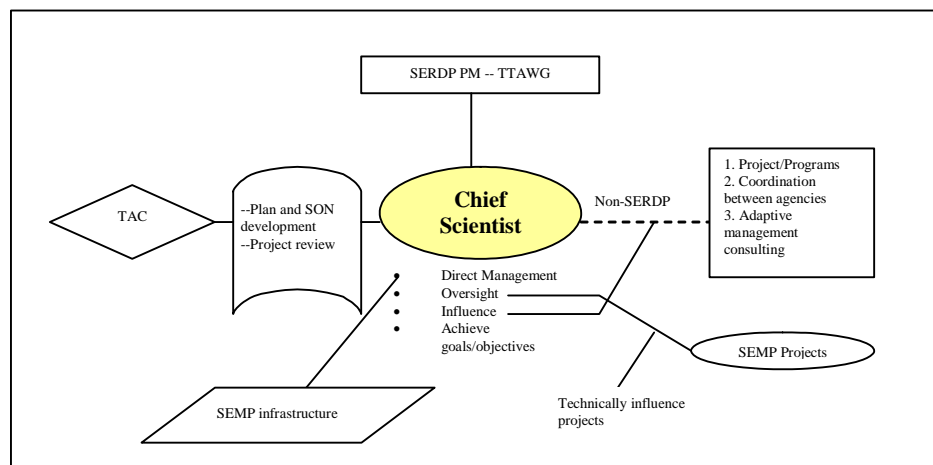 SERDP PM -- TTAWG
TAC
--Plan and SON
development
--Project review
Chief
Scientist
Non-SERDP
1. Project/Programs
2. Coordination
between agencies
3. Adaptive
management
consulting
• Direct Management
• Oversight
• Influence
• Achieve
goals/objectives
SEMP Projects
SEMP infrastructure
Technically influence
projects